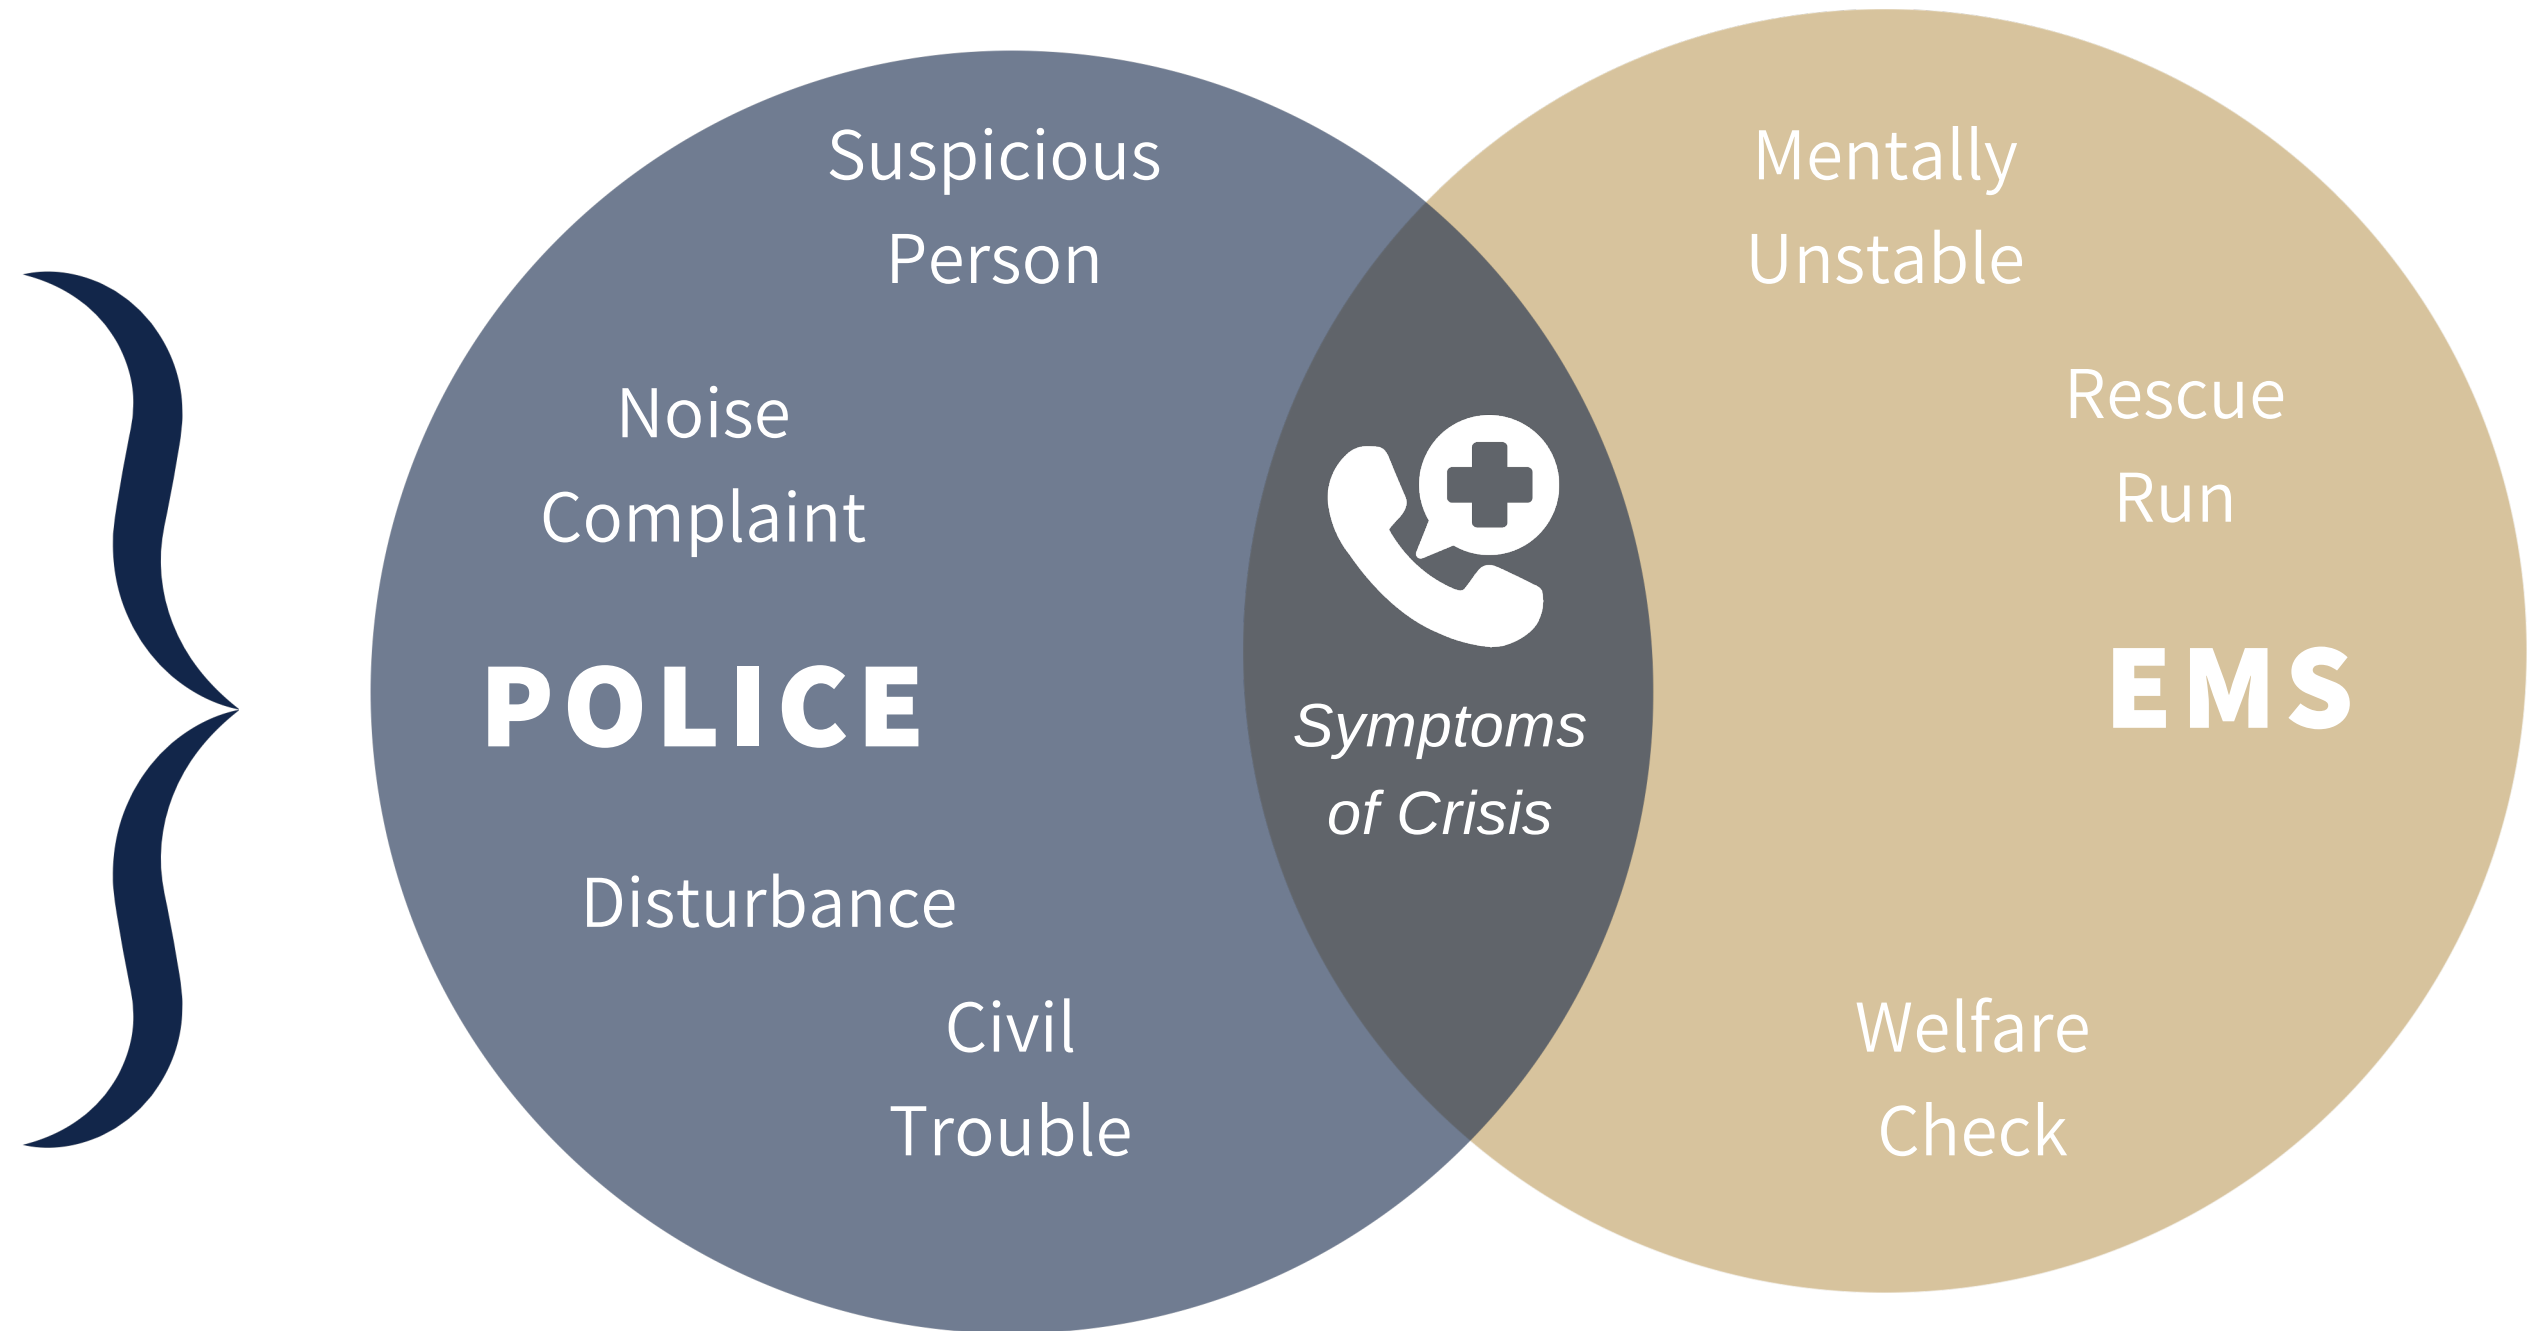 Suspicious
Person
Noise
Complaint
POLICE
Disturbance
Civil
Trouble
Symptoms
of Crisis
Mentally
Unstable
Rescue
Run
EMS
Welfare
Check